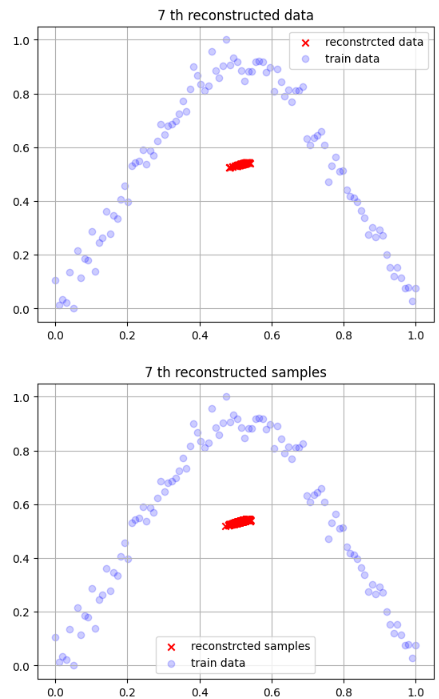 7 th reconstructed data
reconstrcted data
train data
1.0
0.8
0.6
0.4
0.2
0.0
0.0 0.2 0.4 0.6 0.8 1.0
7 th reconstructed samples
1.0
0.8
0.6
0.4
0.2
0.0
reconstrcted samples
train data
0.0 0.2 0.4 0.6 0.8 1.0